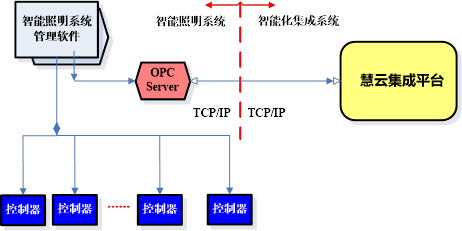 智能照明系统
管理软件
智能照明系统
智能化集成系统
OPC
Server
慧云集成平台
TCP/IP
TCP/IP
控制器
控制器
······
控制器
控制器